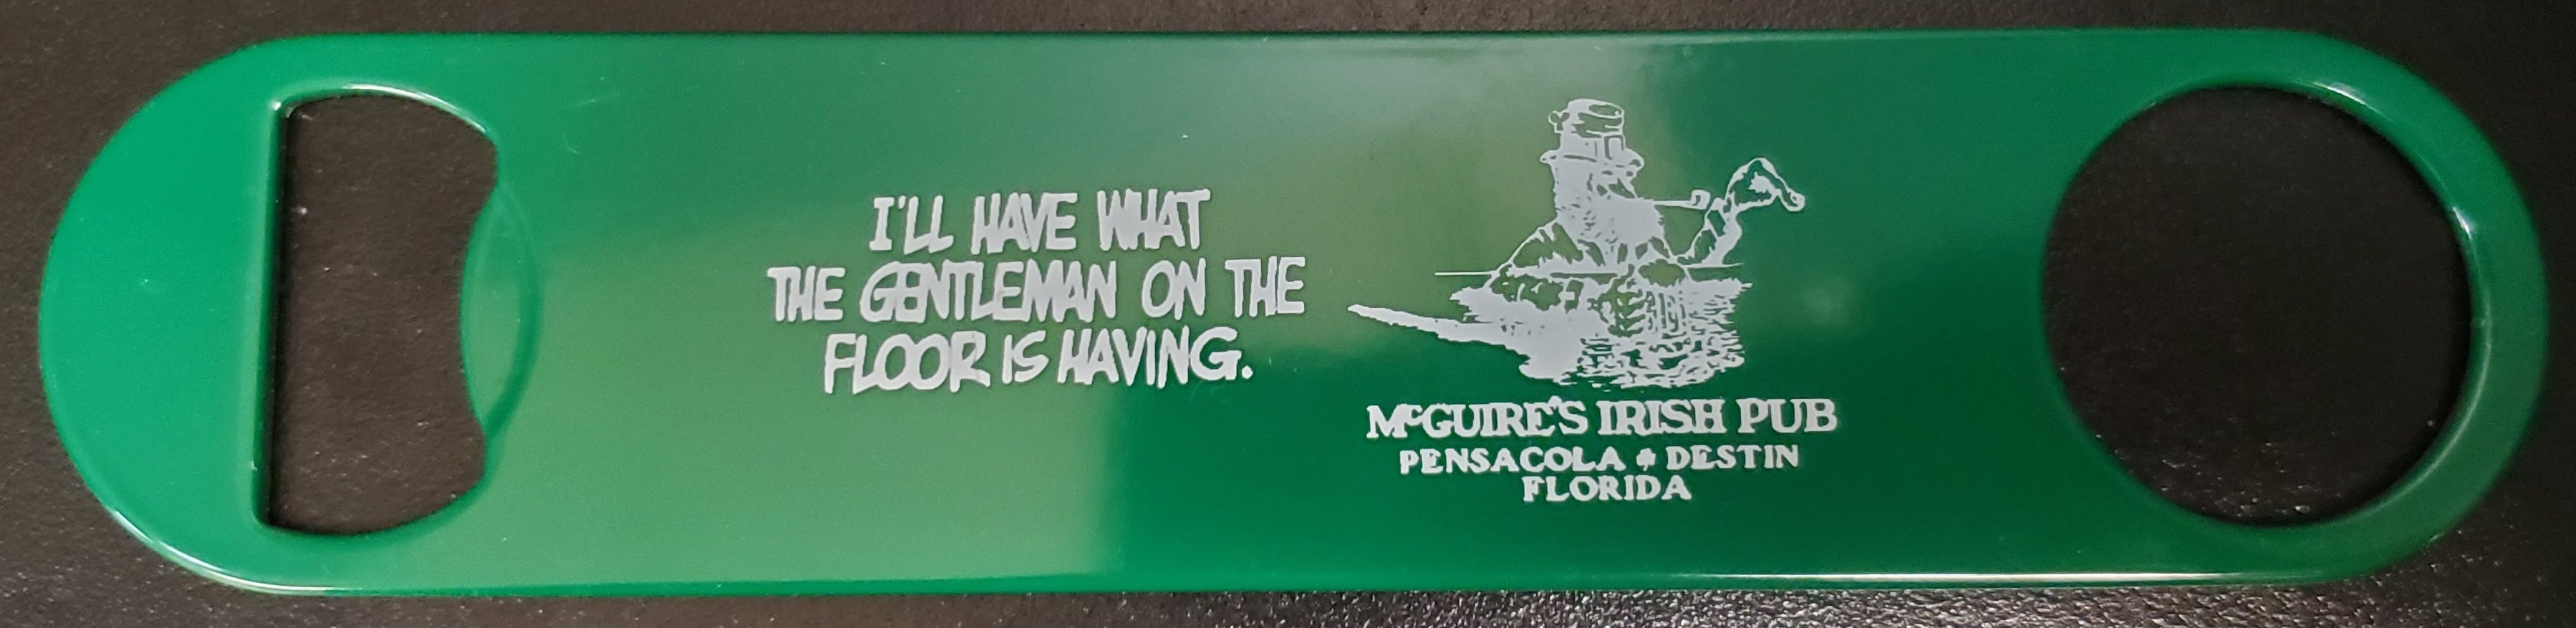 I'LL HAVE WHAT
THE GENTLEMAN ON THE
FLOOR IS HAVING.
McGUIRE'S IRISH PUB
PENSACOLA & DESTIN
FLORIDA